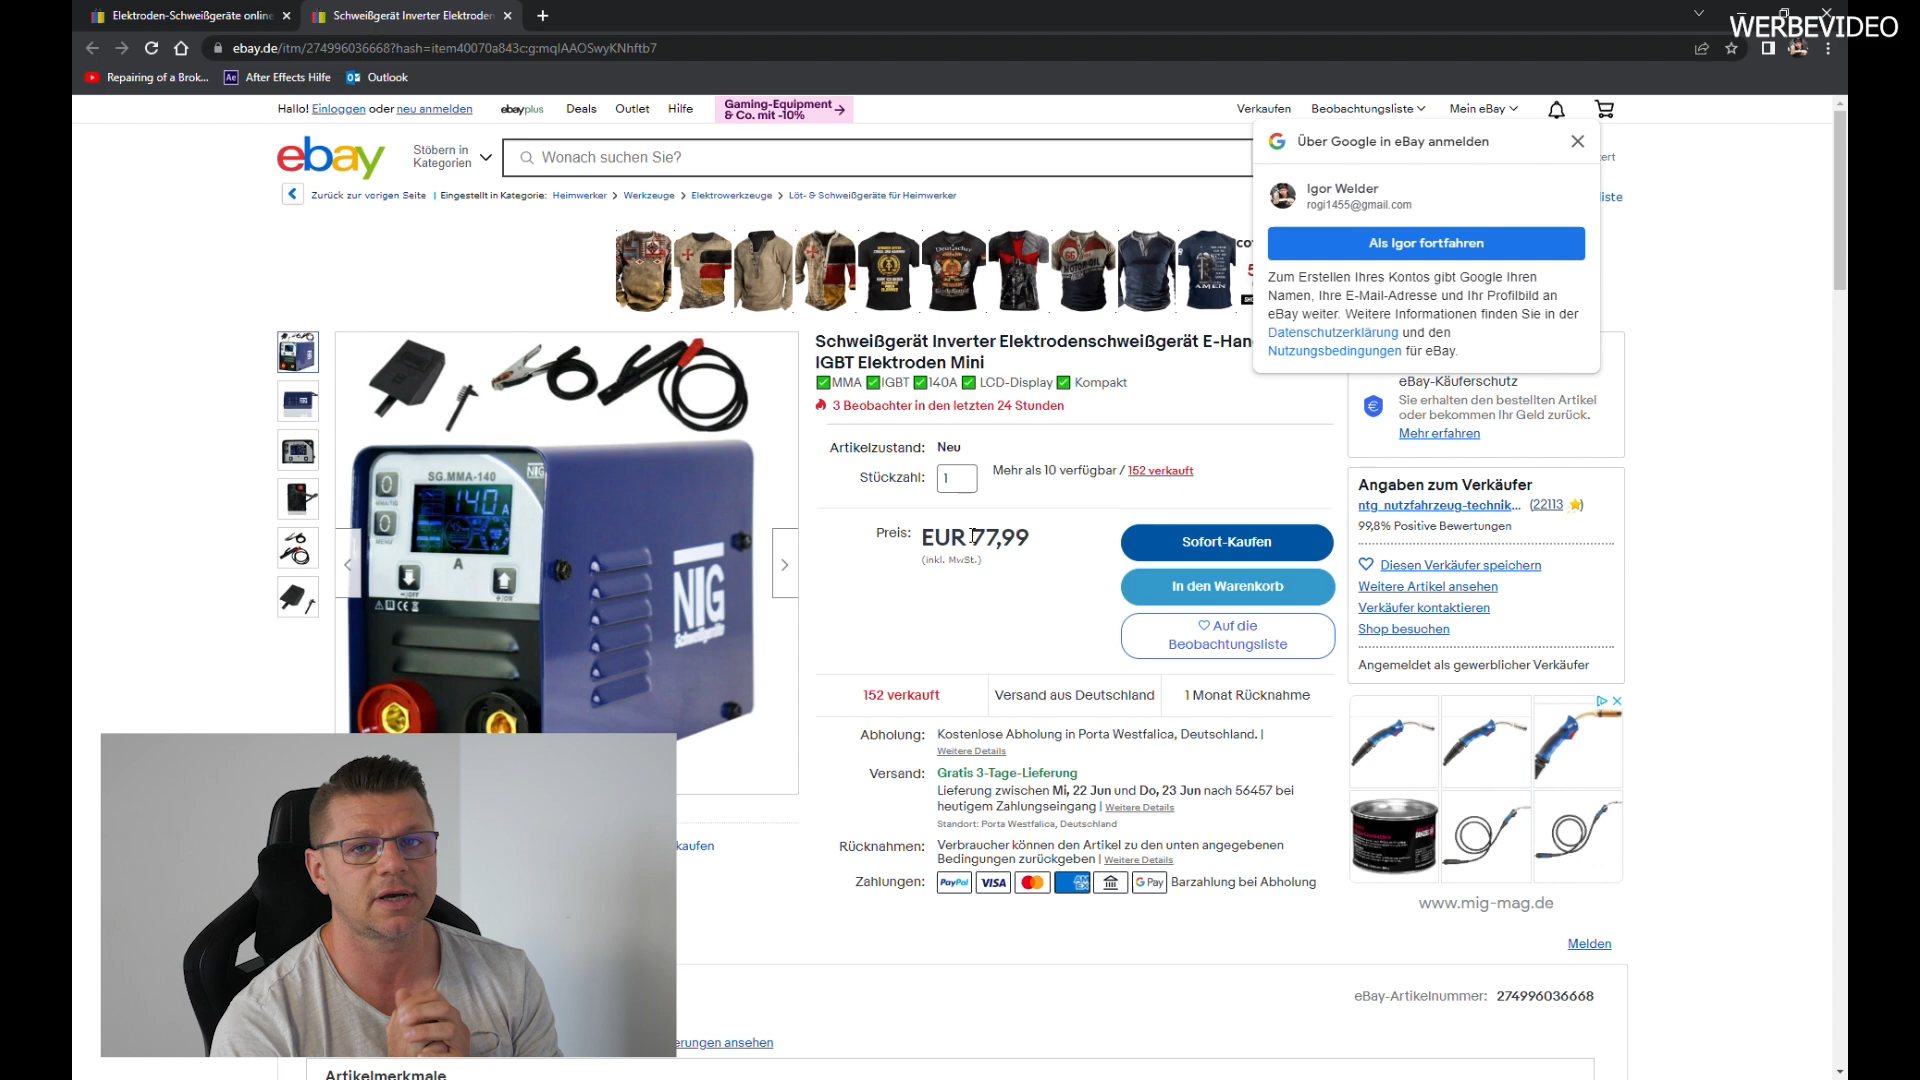 Elektroden-Schweißgeräte online
Schweißgerät Inverter Elektroden
WERBEVIDEO
ebay.de/itm/274996036668?hash=item40070a843c:g:mqIAAOSwyKNhftb7
Repairing of a Brok...
After Effects Hilfe
Outlook
Hallo! Einloggen oder neu anmelden
ebayplus
Deals
Outlet
Hilfe
Gaming-Equipment
& Co. mit -10%
Verkaufen
Beobachtungsliste
Mein eBay
ebay
Stöbern in
Kategorien
Wonach suchen Sie?
Über Google in eBay anmelden
Igor Welder
rogi1455@gmail.com
Als Igor fortfahren
Zum Erstellen Ihres Kontos gibt Google Ihren
Namen, Ihre E-Mail-Adresse und Ihr Profilbild an
eBay weiter. Weitere Informationen finden Sie in der
Datenschutzerklärung und den
Nutzungsbedingungen für eBay.
Zurück zur vorigen Seite | Eingestellt in Kategorie: Heimwerker > Werkzeuge > Elektrowerkzeuge > Löt- & Schweißgeräte für Heimwerker
Schweißgerät Inverter Elektrodenschweißgerät E-Han
IGBT Elektroden Mini
✅MMA ✅IGBT ✅140A ✅ LCD-Display ✅ Kompakt
3 Beobachter in den letzten 24 Stunden
Artikelzustand: Neu
Stückzahl: 1 Mehr als 10 verfügbar / 152 verkauft
Preis: EUR 77,99
(inkl. MwSt.)
Sofort-Kaufen
In den Warenkorb
Auf die
Beobachtungsliste
152 verkauft
Versand aus Deutschland
1 Monat Rücknahme
Abholung: Kostenlose Abholung in Porta Westfalica, Deutschland. |
Weitere Details
Versand: Gratis 3-Tage-Lieferung
Lieferung zwischen Mi, 22 Jun und Do, 23 Jun nach 56457 bei
heutigem Zahlungseingang | Weitere Details
Standort: Porta Westfalica, Deutschland
Rücknahmen: Verbraucher können den Artikel zu den unten angegebenen
Bedingungen zurückgeben | Weitere Details
Zahlungen: PayPal VISA G Pay Barzahlung bei Abholung
eBay-Käuferschutz
Sie erhalten den bestellten Artikel
oder bekommen Ihr Geld zurück.
Mehr erfahren
Angaben zum Verkäufer
ntg_nutzfahrzeug-technik... (22113 )
99,8% Positive Bewertungen
Diesen Verkäufer speichern
Weitere Artikel ansehen
Verkäufer kontaktieren
Shop besuchen
Angemeldet als gewerblicher Verkäufer
www.mig-mag.de
Melden
eBay-Artikelnummer: 274996036668
SG.MMA-140
NIG
140 A
A
NIG
Schweißgeräte
kaufen
erungen ansehen
Artikelmerkmale